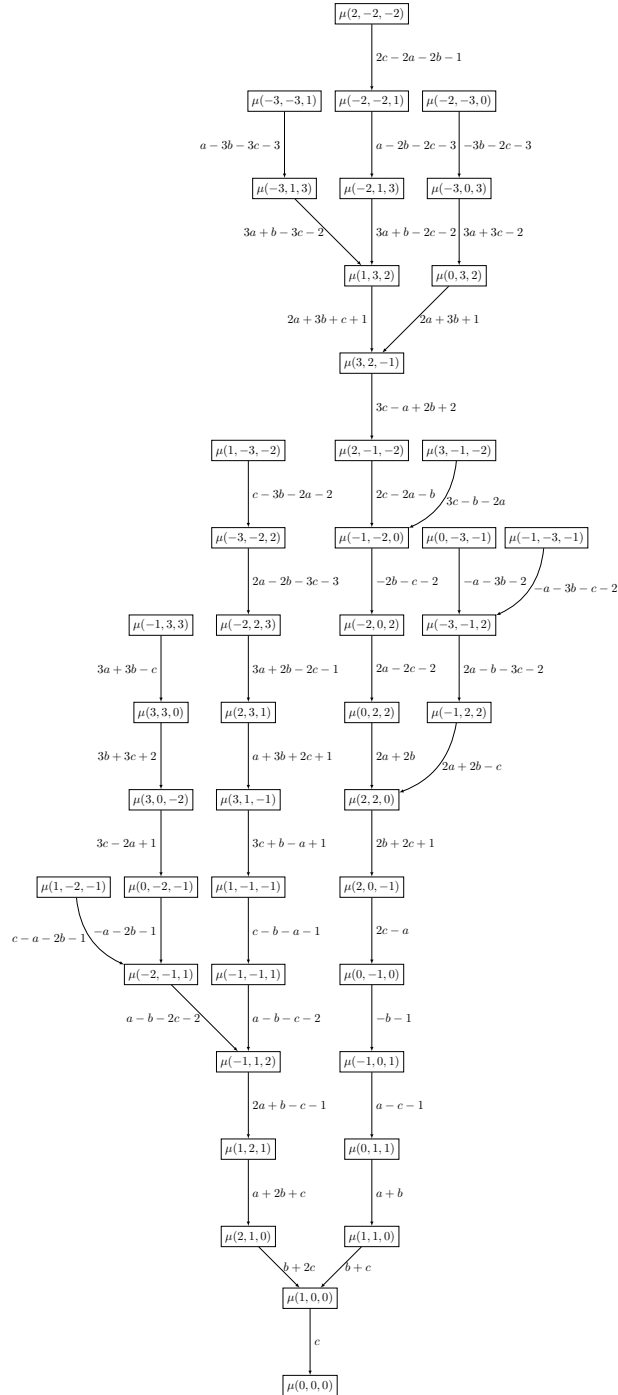 μ(2, −2, −2)
2c − 2a − 2b − 1
μ(−3, −3, 1) μ(−2, −2, 1) μ(−2, −3, 0)
a − 3b − 3c − 3 a − 2b − 2c − 3 −3b − 2c − 3
μ(−3, 1, 3) μ(−2, 1, 3) μ(−3, 0, 3)
3a + b − 3c − 2 3a + b − 2c − 2 3a + 3c − 2
μ(1, 3, 2) μ(0, 3, 2)
2a + 3b + c + 1 2a + 3b + 1
μ(3, 2, −1)
3c − a + 2b + 2
μ(1, −3, −2) μ(2, −1, −2) μ(3, −1, −2)
c − 3b − 2a − 2 2c − 2a − b 3c − b − 2a
μ(−3, −2, 2) μ(−1, −2, 0) μ(0, −3, −1) μ(−1, −3, −1)
2a − 2b − 3c − 3 −2b − c − 2 −a − 3b − 2 −a − 3b − c − 2
μ(−1, 3, 3) μ(−2, 2, 3) μ(−2, 0, 2) μ(−3, −1, 2)
3a + 3b − c 3a + 2b − 2c − 1 2a − 2c − 2 2a − b − 3c − 2
μ(3, 3, 0) μ(2, 3, 1) μ(0, 2, 2) μ(−1, 2, 2)
3b + 3c + 2 a + 3b + 2c + 1 2a + 2b 2a + 2b − c
μ(3, 0, −2) μ(3, 1, −1) μ(2, 2, 0)
3c − 2a + 1 3c + b − a + 1 2b + 2c + 1
μ(1, −2, −1) μ(0, −2, −1) μ(1, −1, −1) μ(2, 0, −1)
c − a − 2b − 1 −a − 2b − 1 c − b − a − 1 2c − a
μ(−2, −1, 1) μ(−1, −1, 1) μ(0, −1, 0)
a − b − 2c − 2 a − b − c − 2 −b − 1
μ(−1, 1, 2) μ(−1, 0, 1)
2a + b − c − 1 a − c − 1
μ(1, 2, 1) μ(0, 1, 1)
a + 2b + c a + b
μ(2, 1, 0) μ(1, 1, 0)
b + 2c b + c
μ(1, 0, 0)
c
μ(0, 0, 0)